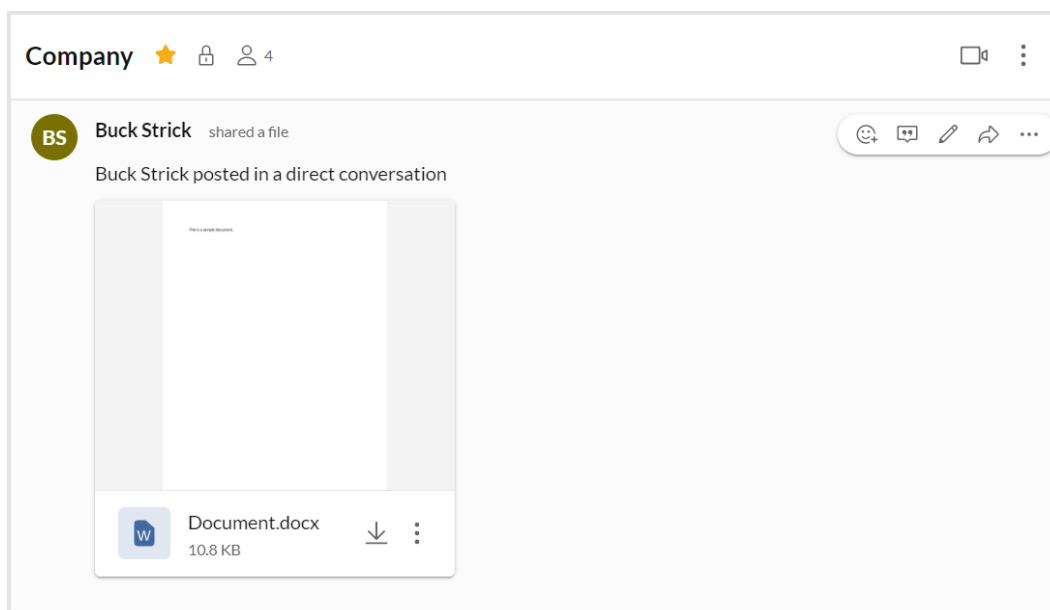 Company 4
BS
Buck Strick shared a file
Buck Strick posted in a direct conversation
This is a sample document.
W
Document.docx
10.8 KB